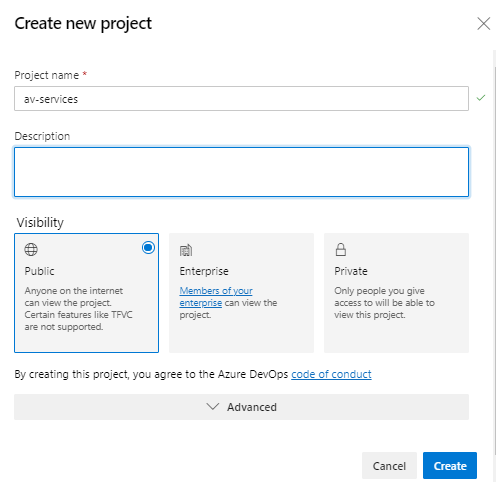 Create new project
Project name *
av-services
Description
Visibility
Public
Anyone on the internet
can view the project.
Certain features like TFVC
are not supported.
Enterprise
Members of your
enterprise can view the
project.
Private
Only people you give
access to will be able to
view this project.
By creating this project, you agree to the Azure DevOps code of conduct
Advanced
Cancel
Create